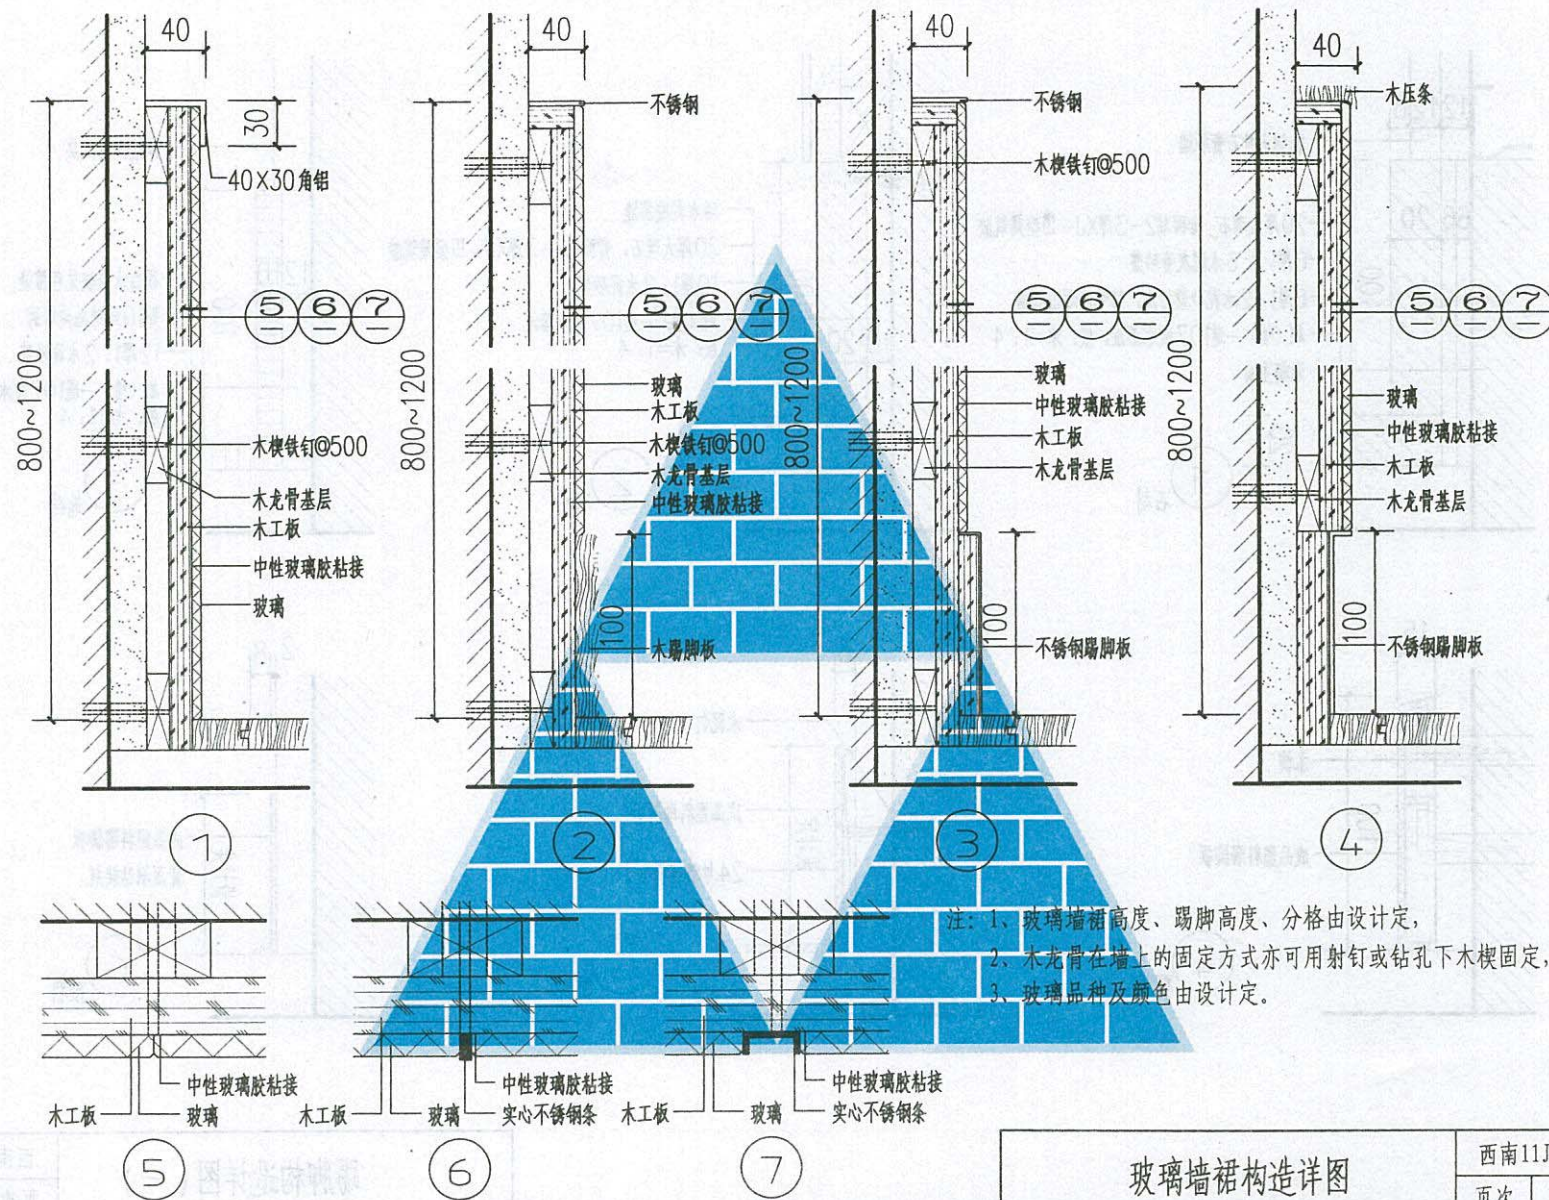 40
30
40X30角铝
800~1200
5 6 7
木楔铁钉@500
木龙骨基层
木工板
中性玻璃胶粘接
玻璃
1
40
不锈钢
800~1200
5 6 7
玻璃
木工板
木楔铁钉@500
木龙骨基层
中性玻璃胶粘接
100
木踢脚板
2
40
不锈钢
木楔铁钉@500
800~1200
5 6 7
玻璃
中性玻璃胶粘接
木工板
木龙骨基层
100
不锈钢踢脚板
3
40
木压条
800~1200
5 6 7
玻璃
中性玻璃胶粘接
木工板
木龙骨基层
100
不锈钢踢脚板
4
中性玻璃胶粘接
木工板 玻璃
5
中性玻璃胶粘接
木工板 玻璃 实心不锈钢条
6
中性玻璃胶粘接
木工板 玻璃 实心不锈钢条
7
注：1、玻璃墙裙高度、踢脚高度、分格由设计定，
2、木龙骨在墙上的固定方式亦可用射钉或钻孔下木楔固定，
3、玻璃品种及颜色由设计定。
玻璃墙裙构造详图
西南11J
页次